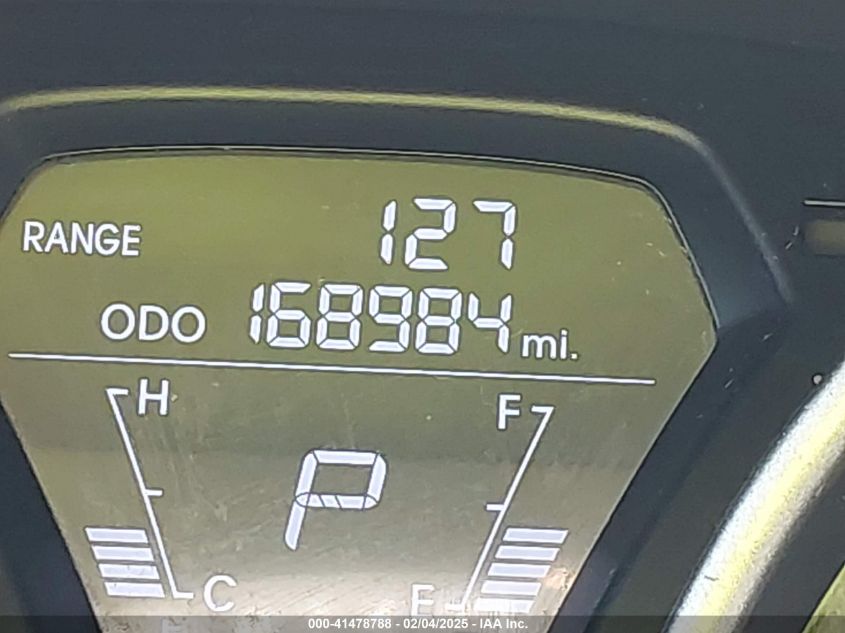 RANGE 127
ODO 168984 mi.
H F
P
C E
000-41478788 - 02/04/2025 - IAA Inc.